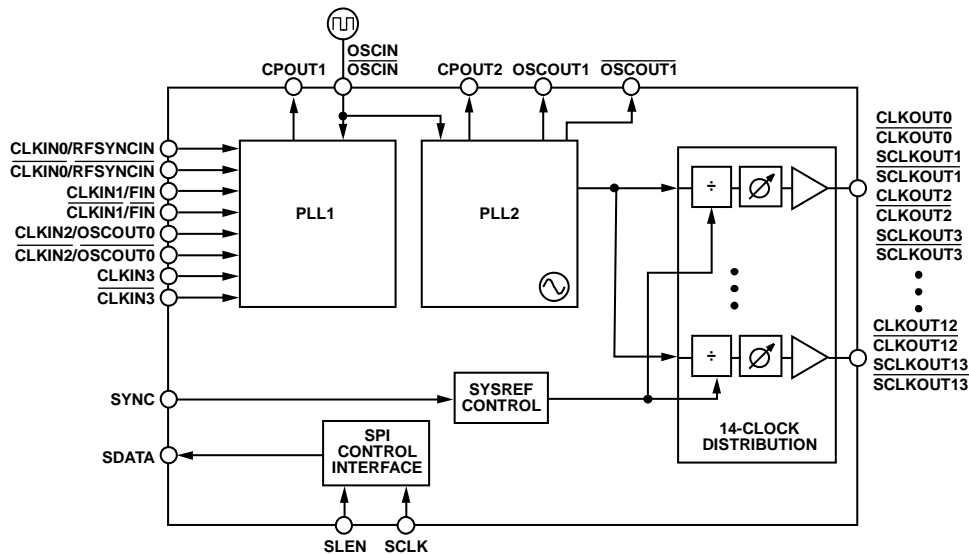 OSCIN
OSCIN
CPOUT1
CPOUT2
OSCOUT1
OSCOUT1
CLKIN0/RFSYNCIN
CLKIN0/RFSYNCIN
CLKIN1/FIN
CLKIN1/FIN
CLKIN2/OSCOUT0
CLKIN2/OSCOUT0
CLKIN3
CLKIN3
PLL1
PLL2
÷
÷
CLKOUT0
CLKOUT0
SCLKOUT1
SCLKOUT1
CLKOUT2
CLKOUT2
SCLKOUT3
SCLKOUT3
CLKOUT12
CLKOUT12
SCLKOUT13
SCLKOUT13
SYNC
SYSREF
CONTROL
14-CLOCK
DISTRIBUTION
SDATA
SPI
CONTROL
INTERFACE
SLEN
SCLK